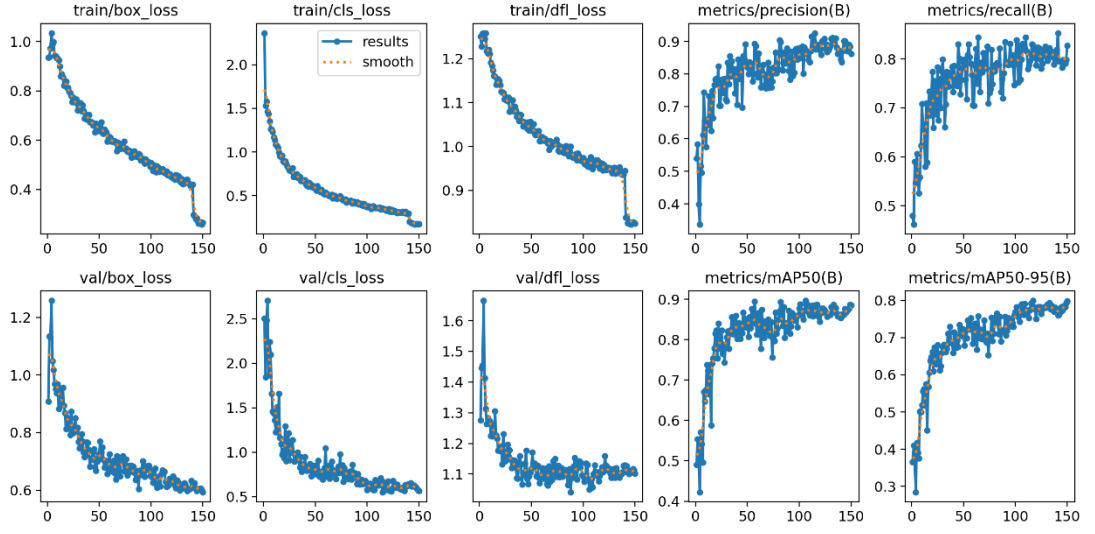 train/box_loss
1.0
0.8
0.6
0.4
0 50 100 150
train/cls_loss
results
smooth
2.0
1.5
1.0
0.5
0 50 100 150
train/dfl_loss
1.2
1.1
1.0
0.9
0 50 100 150
metrics/precision(B)
0.9
0.8
0.7
0.6
0.5
0.4
0 50 100 150
metrics/recall(B)
0.8
0.7
0.6
0.5
0 50 100 150
val/box_loss
1.2
1.0
0.8
0.6
0 50 100 150
val/cls_loss
2.5
2.0
1.5
1.0
0.5
0 50 100 150
val/dfl_loss
1.6
1.5
1.4
1.3
1.2
1.1
0 50 100 150
metrics/mAP50(B)
0.9
0.8
0.7
0.6
0.5
0.4
0 50 100 150
metrics/mAP50-95(B)
0.8
0.7
0.6
0.5
0.4
0.3
0 50 100 150